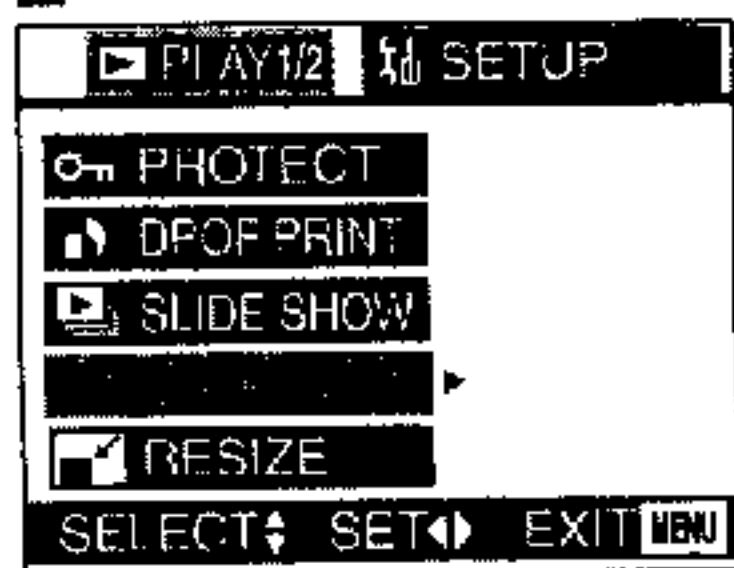 PLAY1/2 SETUP
PROTECT
DPOF PRINT
SLIDE SHOW
RESIZE
SELECT SET EXIT MENU